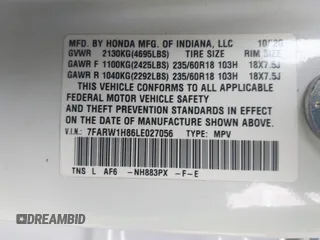 MFD. BY HONDA MFG. OF INDIANA, LLC 10/20
GVWR 2130KG(4695LBS) TIRE SIZE RIM SIZE
GAWR F 1100KG(2425LBS) 235/60R18 103H 18X7.5J
GAWR R 1040KG(2292LBS) 235/60R18 103H 18X7.5J
THIS VEHICLE CONFORMS TO ALL APPLICABLE
FEDERAL MOTOR VEHICLE SAFETY
AND THEFT PREVENTION STANDARDS IN EFFECT ON
THE DATE OF MANUFACTURE SHOWN ABOVE.
V.I.N.: 7FARW1H86LE027056 TYPE: MPV
TNS L AF6 -NH883PX -F-E
DREAMBID